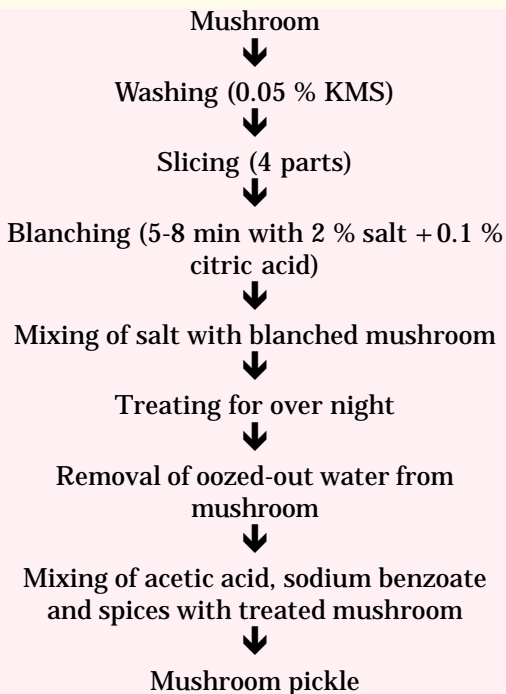 Mushroom
Washing (0.05 % KMS)
Slicing (4 parts)
Blanching (5-8 min with 2 % salt + 0.1 %
citric acid)
Mixing of salt with blanched mushroom
Treating for over night
Removal of oozed-out water from
mushroom
Mixing of acetic acid, sodium benzoate
and spices with treated mushroom
Mushroom pickle